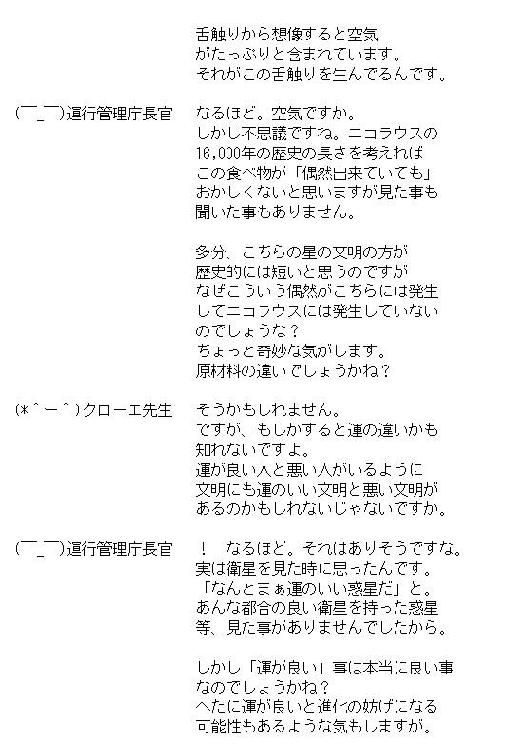 舌触りから想像すると空気
がたっぷりと含まれています。
それがこの舌触りを生んでるんです。
(￣_￣)運行管理庁長官 なるほど。空気ですか。
しかし不思議ですね。ニコラウスの
16,000年の歴史の長さを考えれば
この食べ物が「偶然出来ていても」
おかしくないと思いますが見た事も
聞いた事もありません。
多分、こちらの星の文明の方が
歴史的には短いと思うのですが
なぜこういう偶然がこちらには発生
してニコラウスには発生していない
のでしょうな？
ちょっと奇妙な気がします。
原材料の違いでしょうかね？
(*＾ー＾)クローエ先生 そうかもしれません。
ですが、もしかすると運の違いかも
知れないですよ。
運が良い人と悪い人がいるように
文明にも運のいい文明と悪い文明が
あるのかもしれないじゃないですか。
(￣_￣)運行管理庁長官 ！ なるほど。それはありそうですな。
実は衛星を見た時に思ったんです。
「なんとまぁ運のいい惑星だ」と。
あんな都合の良い衛星を持った惑星
等、見た事がありませんでしたから。
しかし「運が良い」事は本当に良い事
なのでしょうかね？
へたに運が良いと進化の妨げになる
可能性もあるような気もしますが。